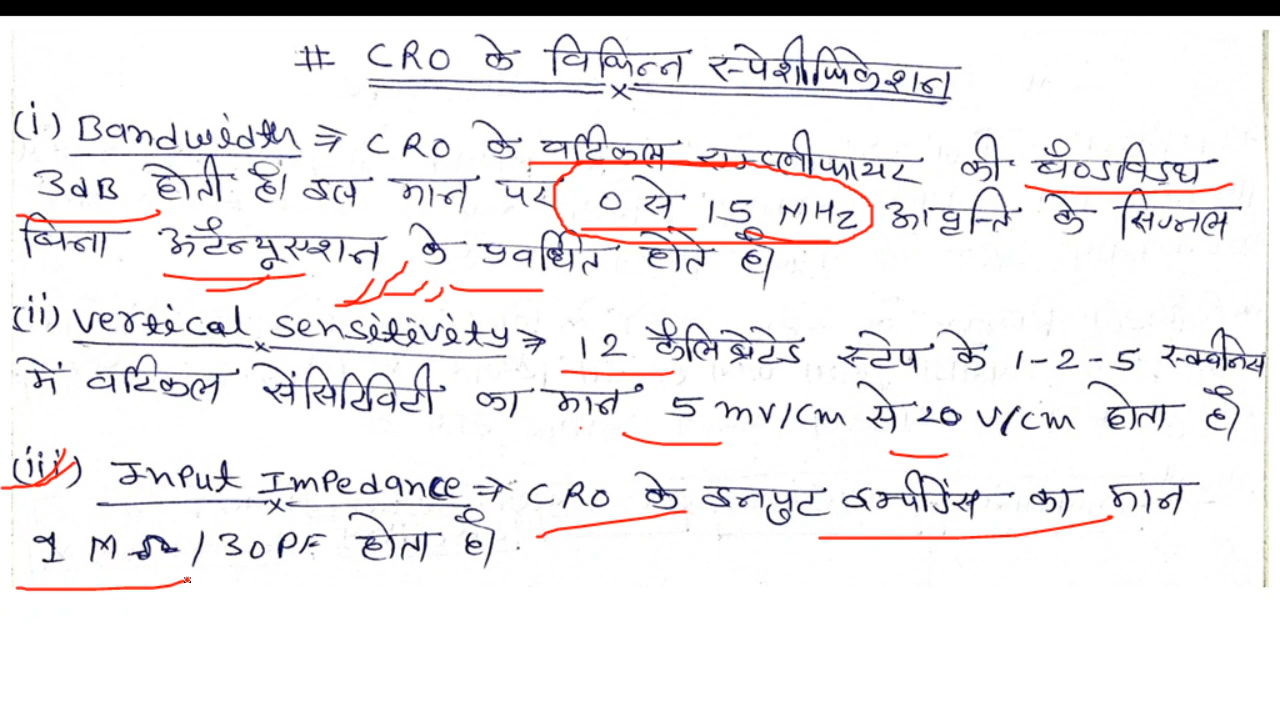 # CRO के विभिन्न स्पेशीफिकेशन
(i) Bandwidth ⇒ CRO के वर्टिकल एम्पलीफायर की बैण्डविड्थ
3dB होती है। इस मान पर 0 से 15 MHz आवृत्ति के सिग्नल
बिना अटैन्यूएशन के प्रवर्धित होते है।
(ii) Vertical Sensitivity ⇒ 12 कैलिब्रेटेड स्टेप के 1-2-5
में वर्टिकल सेंसिटिविटी का मान 5 mV/cm से 20 V/cm होता है।
(iii) Input Impedance → CRO के इनपुट इम्पीडेंस का मान
1 MΩ / 30 PF होता है।